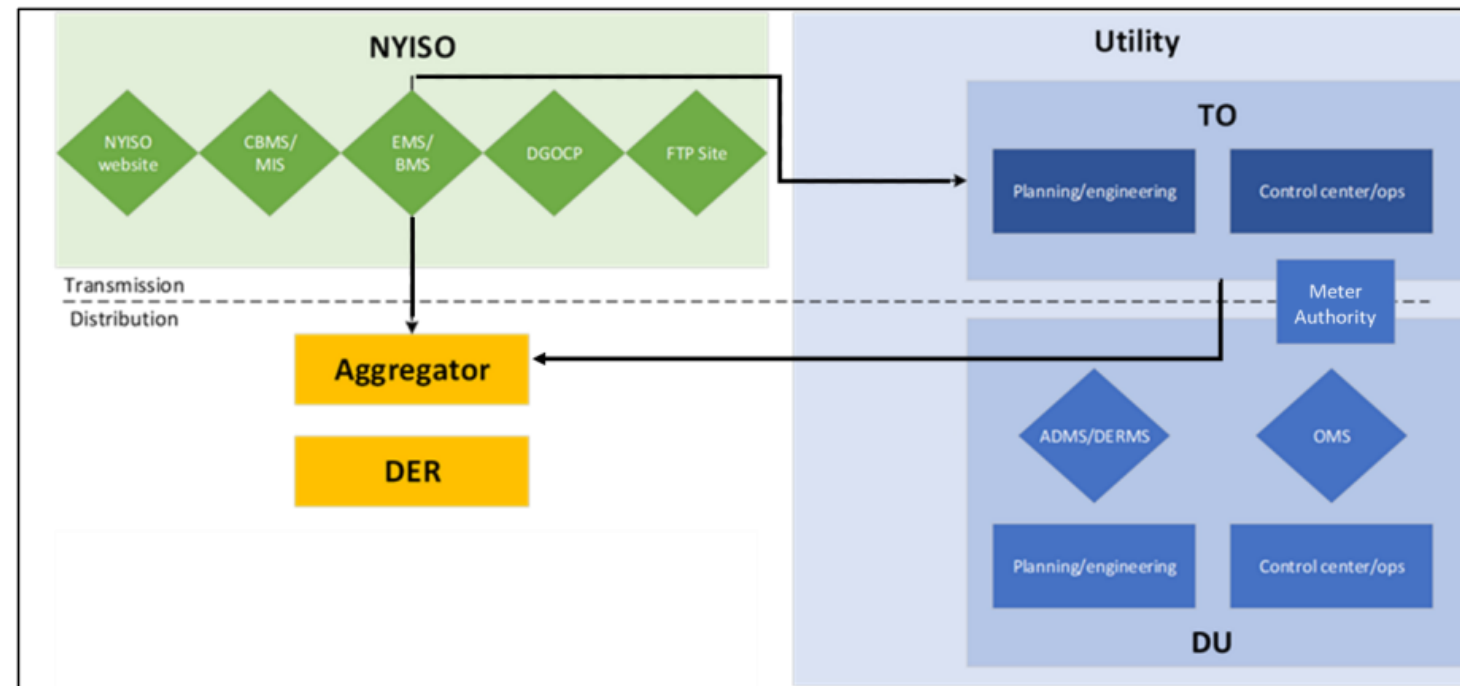 NYISO
NYISO
website
CBMS/
MIS
EMS/
BMS
DGOCP
FTP Site
Transmission
Distribution
Aggregator
DER
Utility
TO
Planning/engineering
Control center/ops
Meter
Authority
ADMS/DERMS
OMS
Planning/engineering
Control center/ops
DU